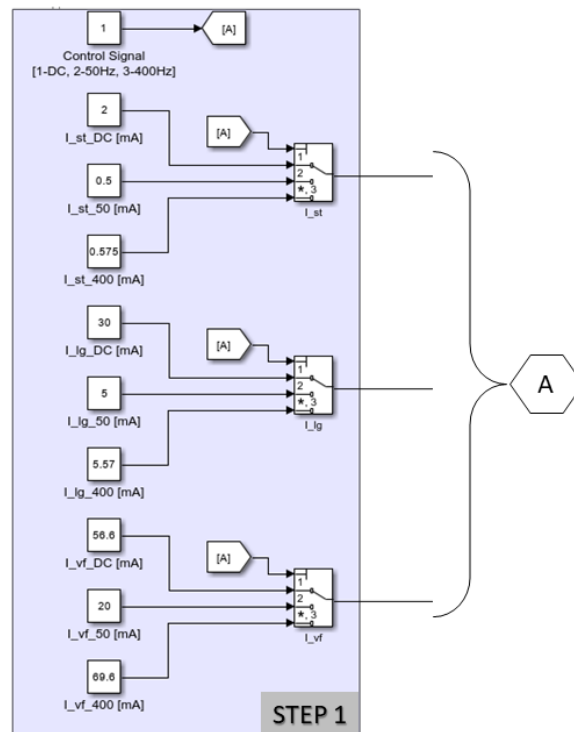 1
[A]
Control Signal
[1-DC, 2-50Hz, 3-400Hz]
2
I_st_DC [mA]
[A]
1
2
*, 3
I_st
0.5
I_st_50 [mA]
0.575
I_st_400 [mA]
30
I_lg_DC [mA]
[A]
1
2
*, 3
I_lg
5
I_lg_50 [mA]
5.57
I_lg_400 [mA]
56.6
I_vf_DC [mA]
[A]
1
2
*, 3
I_vf
20
I_vf_50 [mA]
69.6
I_vf_400 [mA]
STEP 1
A